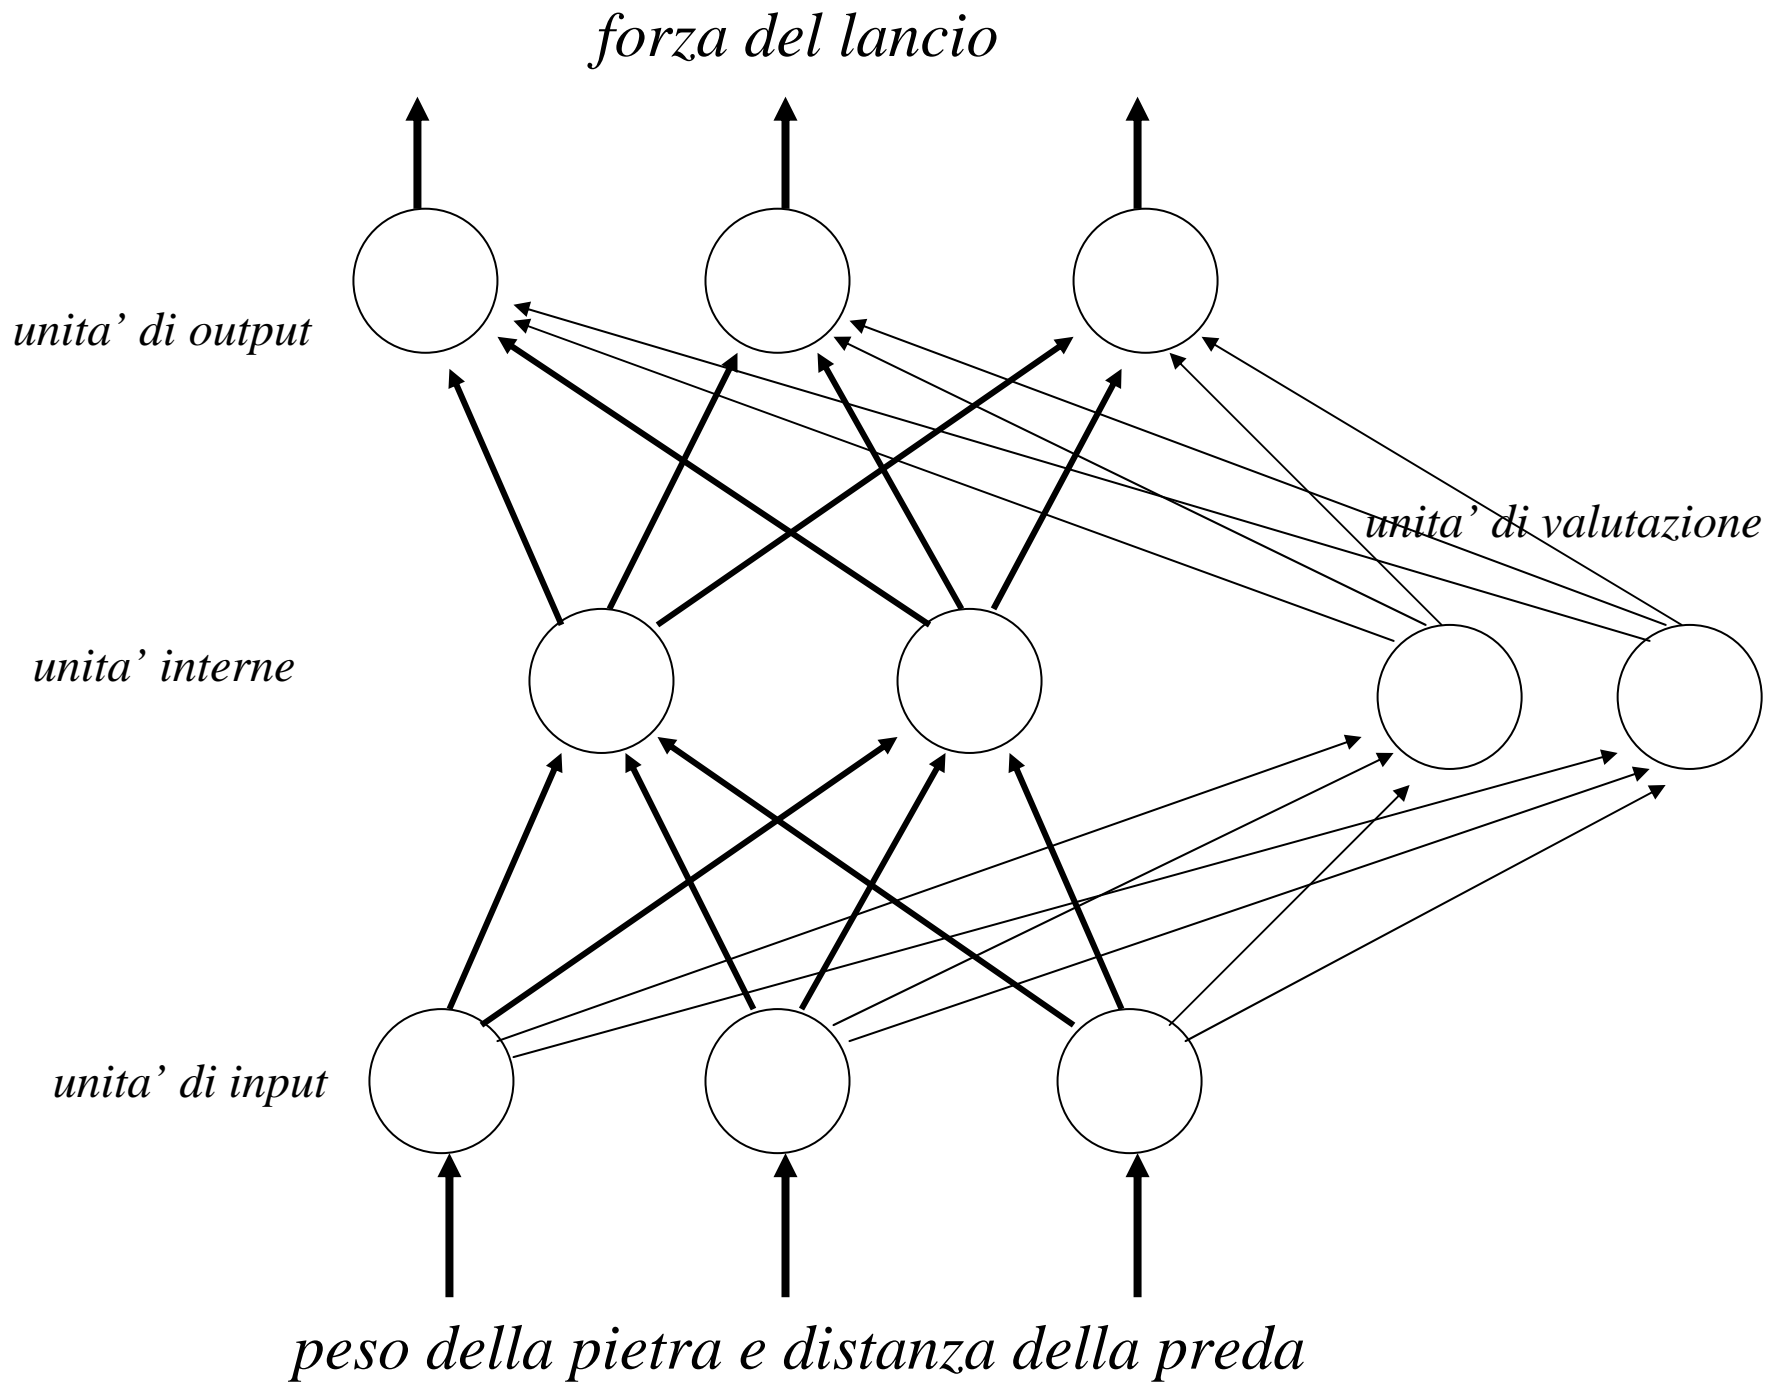 forza del lancio
unita’ di output
unita’ di valutazione
unita’ interne
unita’ di input
peso della pietra e distanza della preda